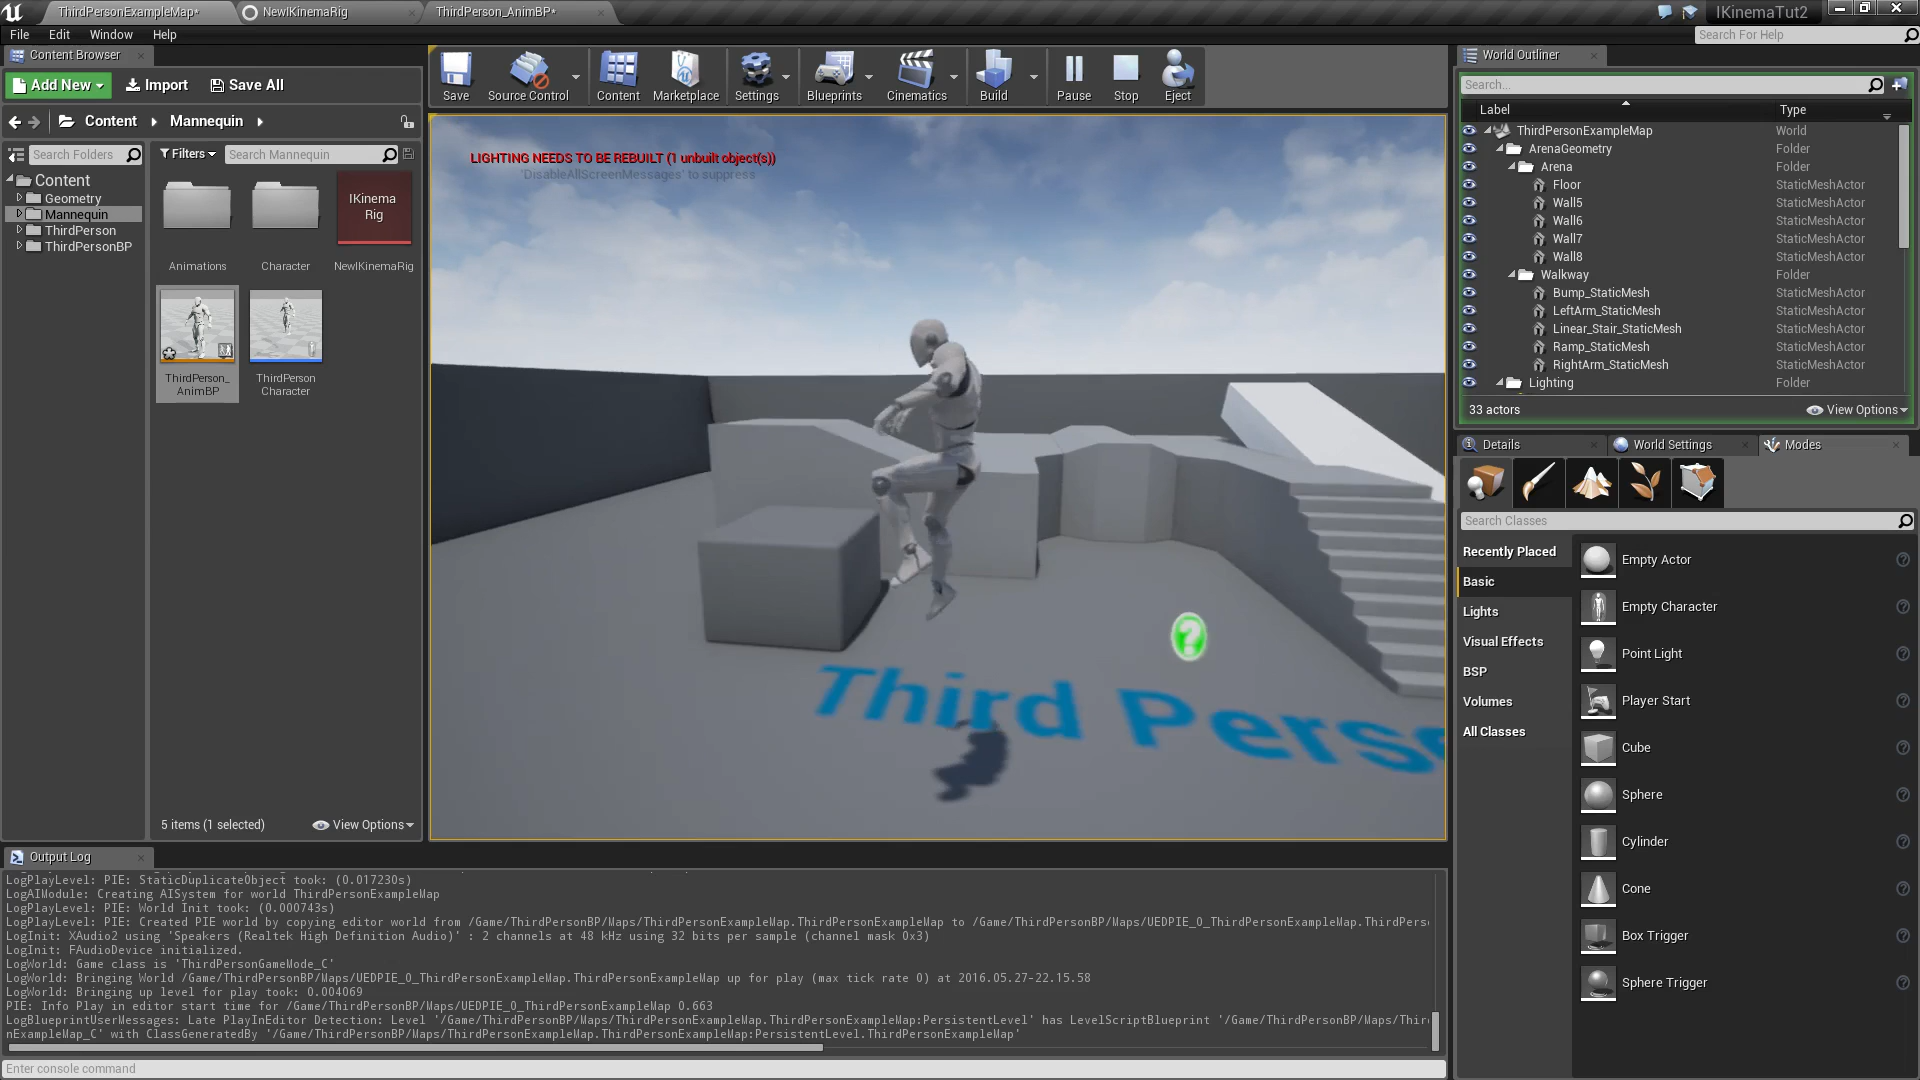 ThirdPersonExampleMap*
NewIKinemaRig
ThirdPerson_AnimBP*
IKinemaTut2
File
Edit
Window
Help
Search For Help
Content Browser
Add New
Import
Save All
Content
Mannequin
Search Folders
Filters
Search Mannequin
Content
Geometry
Mannequin
ThirdPerson
ThirdPersonBP
IKinema
Rig
Animations
Character
NewIKinemaRig
ThirdPerson_
AnimBP
ThirdPerson
Character
5 items (1 selected)
View Options
Save
Source Control
Content
Marketplace
Settings
Blueprints
Cinematics
Build
Pause
Stop
Eject
LIGHTING NEEDS TO BE REBUILT (1 unbuilt object(s))
'DisableAllScreenMessages' to suppress
Third Perso
World Outliner
Search...
Label
Type
ThirdPersonExampleMap
World
ArenaGeometry
Folder
Arena
Folder
Floor
StaticMeshActor
Wall5
StaticMeshActor
Wall6
StaticMeshActor
Wall7
StaticMeshActor
Wall8
StaticMeshActor
Walkway
Folder
Bump_StaticMesh
StaticMeshActor
LeftArm_StaticMesh
StaticMeshActor
Linear_Stair_StaticMesh
StaticMeshActor
Ramp_StaticMesh
StaticMeshActor
RightArm_StaticMesh
StaticMeshActor
Lighting
Folder
33 actors
View Options
Details
World Settings
Modes
Search Classes
Recently Placed
Basic
Lights
Visual Effects
BSP
Volumes
All Classes
Empty Actor
Empty Character
Point Light
Player Start
Cube
Sphere
Cylinder
Cone
Box Trigger
Sphere Trigger
Output Log
LogPlayLevel: PIE: StaticDuplicateObject took: (0.017230s)
LogAIModule: Creating AISystem for world ThirdPersonExampleMap
LogPlayLevel: PIE: World Init took: (0.000743s)
LogPlayLevel: PIE: Created PIE world by copying editor world from /Game/ThirdPersonBP/Maps/ThirdPersonExampleMap.ThirdPersonExampleMap to /Game/ThirdPersonBP/Maps/UEDPIE_0_ThirdPersonExampleMap.ThirdPerso
LogInit: XAudio2 using 'Speakers (Realtek High Definition Audio)' : 2 channels at 48 kHz using 32 bits per sample (channel mask 0x3)
LogInit: FAudioDevice initialized.
LogWorld: Game class is 'ThirdPersonGameMode_C'
LogWorld: Bringing World /Game/ThirdPersonBP/Maps/UEDPIE_0_ThirdPersonExampleMap.ThirdPersonExampleMap up for play (max tick rate 0) at 2016.05.27-22.15.58
LogWorld: Bringing up level for play took: 0.004069
PIE: Info Play in editor start time for /Game/ThirdPersonBP/Maps/UEDPIE_0_ThirdPersonExampleMap 0.663
LogBlueprintUserMessages: Late PlayInEditor Detection: Level '/Game/ThirdPersonBP/Maps/ThirdPersonExampleMap.ThirdPersonExampleMap:PersistentLevel' has LevelScriptBlueprint '/Game/ThirdPersonBP/Maps/Thir
nExampleMap_C' with ClassGeneratedBy '/Game/ThirdPersonBP/Maps/ThirdPersonExampleMap.ThirdPersonExampleMap:PersistentLevel.ThirdPersonExampleMap'
Enter console command